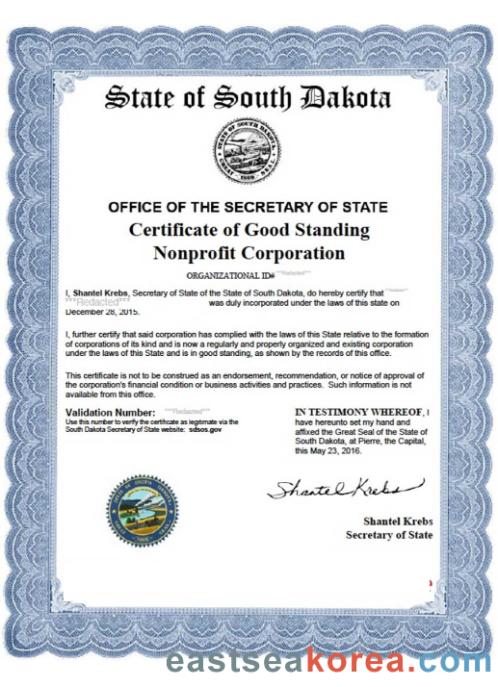 State of South Dakota
OFFICE OF THE SECRETARY OF STATE
Certificate of Good Standing
Nonprofit Corporation
ORGANIZATIONAL ID# **Redacted**
I, Shantel Krebs, Secretary of State of the State of South Dakota, do hereby certify that
***Redacted*** was duly incorporated under the laws of this state on
December 28, 2015.
I, further certify that said corporation has complied with the laws of this State relative to the formation
of corporations of its kind and is now a regularly and properly organized and existing corporation
under the laws of this State and is in good standing, as shown by the records of this office.
This certificate is not to be construed as an endorsement, recommendation, or notice of approval of
the corporation's financial condition or business activities and practices. Such information is not
available from this office.
Validation Number: ***Redacted***
Use this number to verify the certificate as legitimate via the
South Dakota Secretary of State website: sdsos.gov
IN TESTIMONY WHEREOF, I
have hereunto set my hand and
affixed the Great Seal of the State of
South Dakota, at Pierre, the Capital,
this May 23, 2016.
Shantel Krebs
Shantel Krebs
Secretary of State
eastseakorea.com